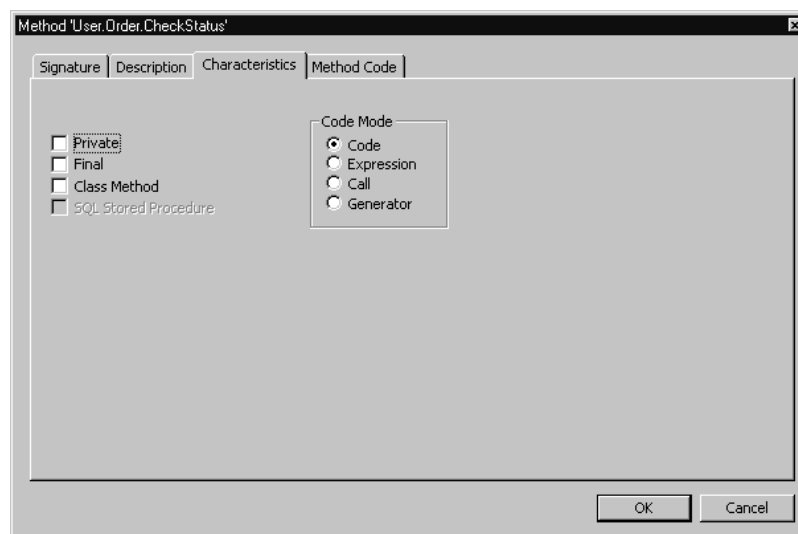 Method 'User.Order.CheckStatus'
Signature Description Characteristics Method Code
Code Mode
Private
Code
Final
Expression
Class Method
Call
SQL Stored Procedure
Generator
OK Cancel